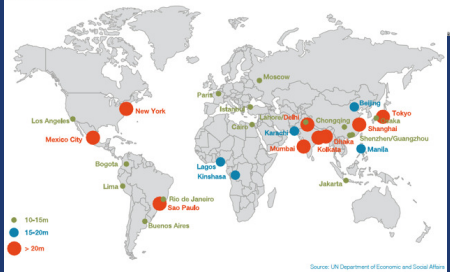 Moscow
Paris
Istanbul
Beijing
New York
Los Angeles
Cairo
Lahore/Delhi
Chongqing
Tokyo
Osaka
Karachi
Shanghai
Mexico City
Shenzhen/Guangzhou
Dhaka
Mumbai
Kolkata
Manila
Bogota
Lagos
Kinshasa
Lima
Rio de Janeiro
Jakarta
Sao Paulo
Buenos Aires
10-15m
15-20m
> 20m
Source: UN Department of Economic and Social Affairs